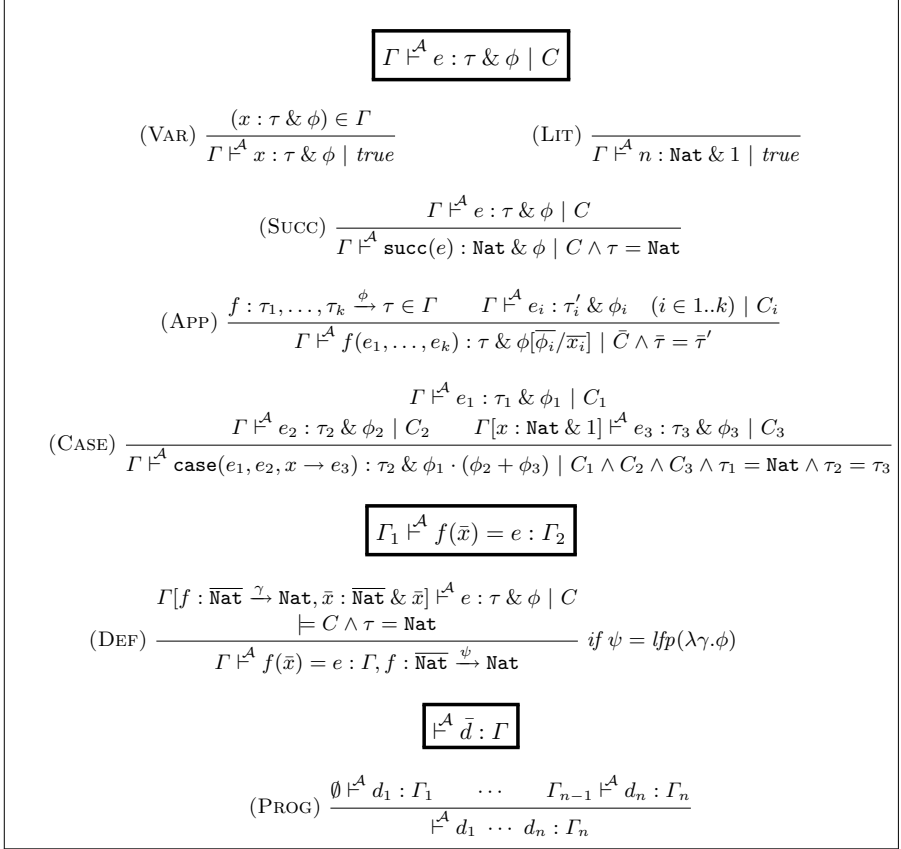 Γ ⊢^𝒜 e : τ & φ | C
(VAR) (x : τ & φ) ∈ Γ / Γ ⊢^𝒜 x : τ & φ | true
(LIT) / Γ ⊢^𝒜 n : Nat & 1 | true
(SUCC) Γ ⊢^𝒜 e : τ & φ | C / Γ ⊢^𝒜 succ(e) : Nat & φ | C ∧ τ = Nat
(APP) f : τ₁, …, τₖ →^φ τ ∈ Γ    Γ ⊢^𝒜 eᵢ : τ′ᵢ & φᵢ (i ∈ 1..k) | Cᵢ / Γ ⊢^𝒜 f(e₁, …, eₖ) : τ & φ[φ̅ᵢ/x̅ᵢ] | C̄ ∧ τ̄ = τ̄′
Γ ⊢^𝒜 e₁ : τ₁ & φ₁ | C₁
Γ ⊢^𝒜 e₂ : τ₂ & φ₂ | C₂    Γ[x : Nat & 1] ⊢^𝒜 e₃ : τ₃ & φ₃ | C₃
(CASE) Γ ⊢^𝒜 case(e₁, e₂, x → e₃) : τ₂ & φ₁ · (φ₂ + φ₃) | C₁ ∧ C₂ ∧ C₃ ∧ τ₁ = Nat ∧ τ₂ = τ₃
Γ₁ ⊢^𝒜 f(x̄) = e : Γ₂
Γ[f : N̅a̅t̅ →^γ Nat, x̄ : N̅a̅t̅ & x̄] ⊢^𝒜 e : τ & φ | C
⊨ C ∧ τ = Nat
(DEF) Γ ⊢^𝒜 f(x̄) = e : Γ, f : N̅a̅t̅ →^ψ Nat if ψ = lfp(λγ.φ)
⊢^𝒜 d̄ : Γ
(PROG) ∅ ⊢^𝒜 d₁ : Γ₁ ⋯ Γₙ₋₁ ⊢^𝒜 dₙ : Γₙ / ⊢^𝒜 d₁ ⋯ dₙ : Γₙ